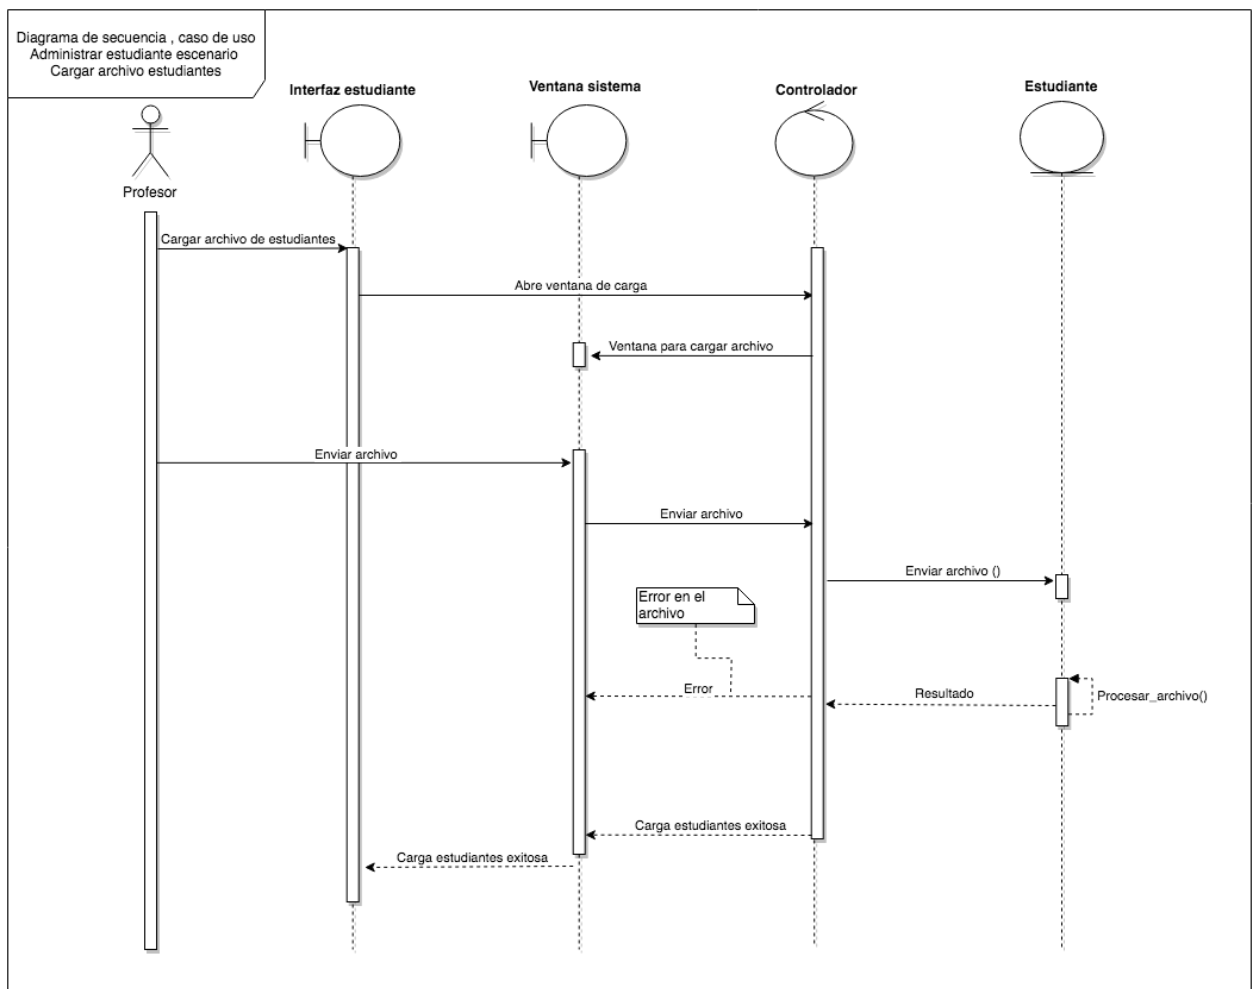 Diagrama de secuencia , caso de uso
Administrar estudiante escenario
Cargar archivo estudiantes
Interfaz estudiante
Ventana sistema
Controlador
Estudiante
Profesor
Cargar archivo de estudiantes
Abre ventana de carga
Ventana para cargar archivo
Enviar archivo
Enviar archivo
Enviar archivo ()
Error en el
archivo
Error
Resultado
Procesar_archivo()
Carga estudiantes exitosa
Carga estudiantes exitosa